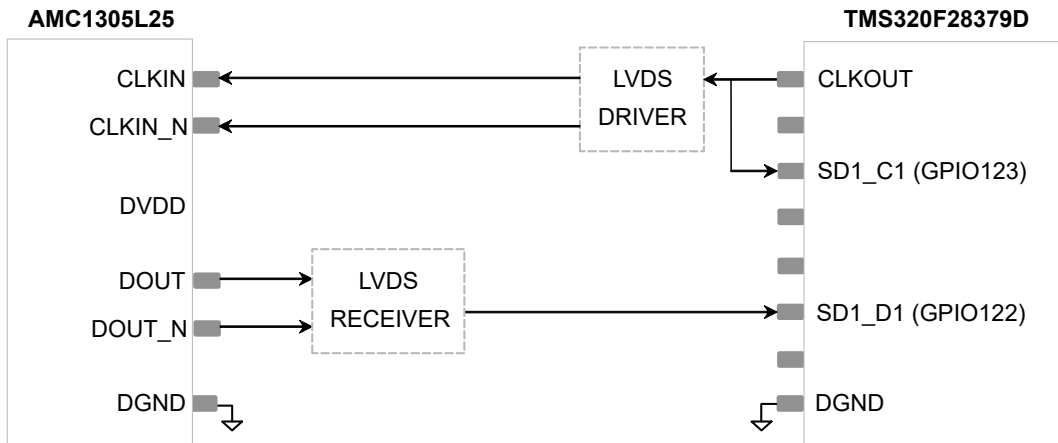 AMC1305L25
TMS320F28379D
CLKIN
LVDS
DRIVER
CLKOUT
CLKIN_N
SD1_C1 (GPIO123)
DVDD
DOUT
LVDS
RECEIVER
DOUT_N
SD1_D1 (GPIO122)
DGND
DGND